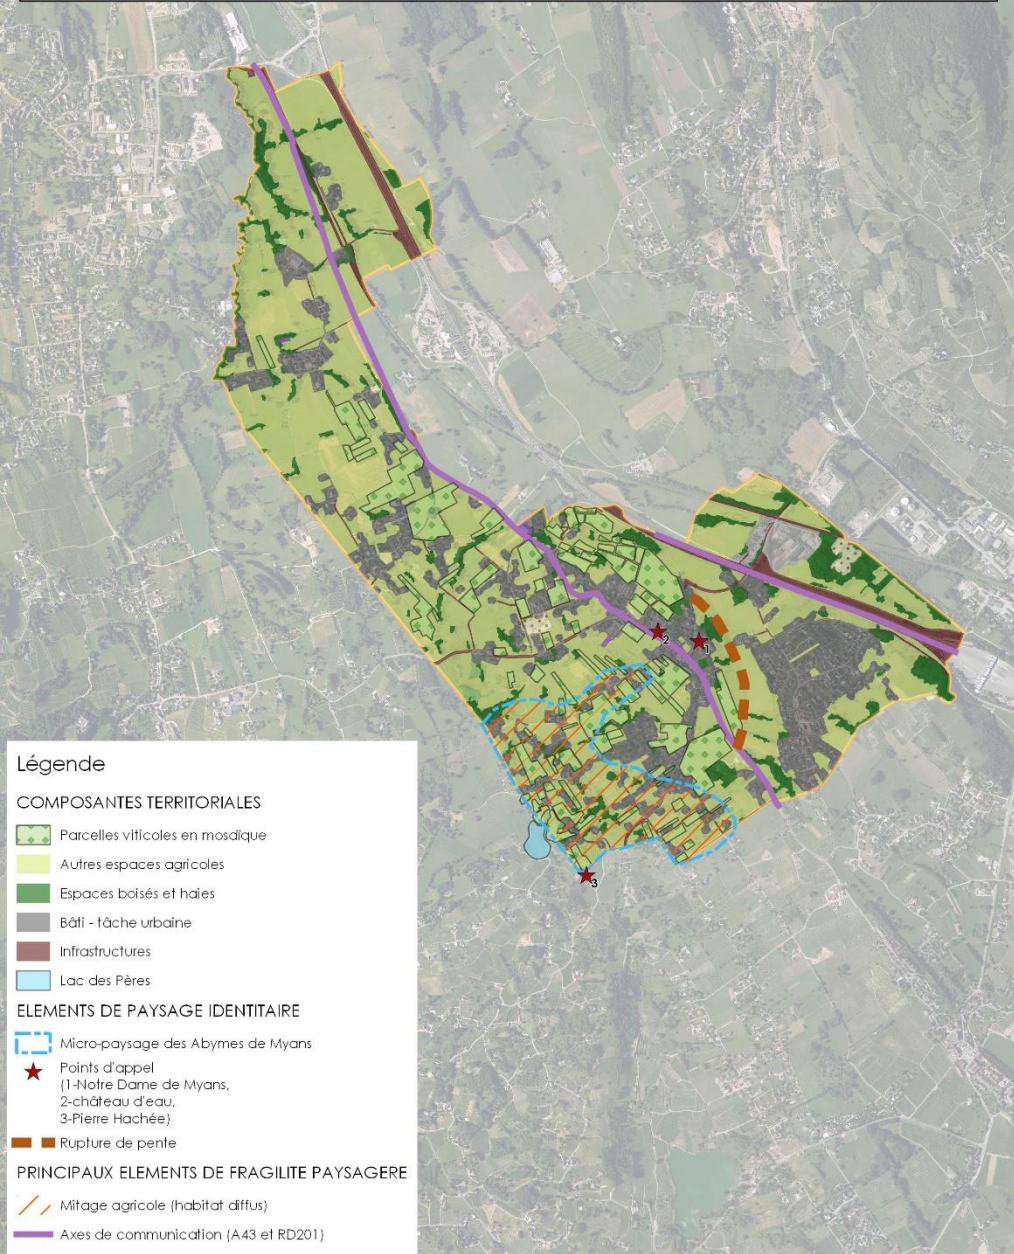 2
1
3
Légende
COMPOSANTES TERRITORIALES
Parcelles viticoles en mosaïque
Autres espaces agricoles
Espaces boisés et haies
Bâti - tâche urbaine
Infrastructures
Lac des Pères
ELEMENTS DE PAYSAGE IDENTITAIRE
Micro-paysage des Abymes de Myans
Points d'appel
(1-Notre Dame de Myans,
2-château d'eau,
3-Pierre Hachée)
Rupture de pente
PRINCIPAUX ELEMENTS DE FRAGILITE PAYSAGERE
Mitage agricole (habitat diffus)
Axes de communication (A43 et RD201)